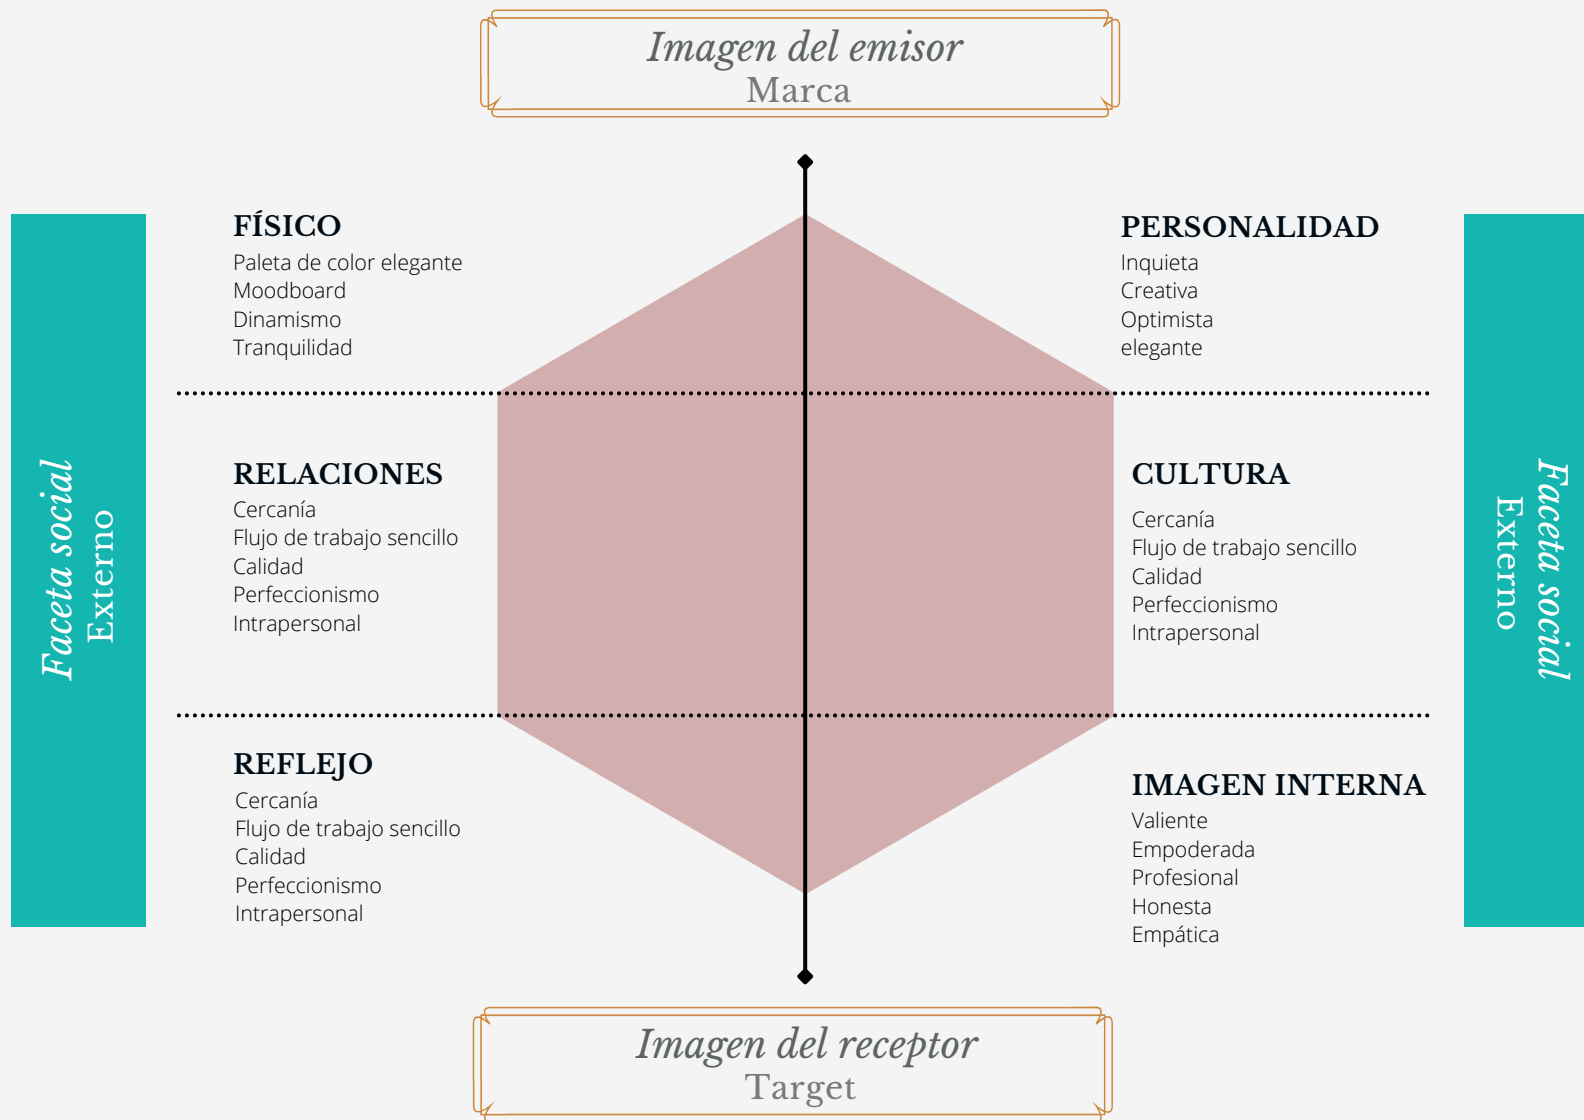 Imagen del emisor
Marca
Faceta social
Externo
FÍSICO
Paleta de color elegante
Moodboard
Dinamismo
Tranquilidad
PERSONALIDAD
Inquieta
Creativa
Optimista
elegante
RELACIONES
Cercanía
Flujo de trabajo sencillo
Calidad
Perfeccionismo
Intrapersonal
CULTURA
Cercanía
Flujo de trabajo sencillo
Calidad
Perfeccionismo
Intrapersonal
REFLEJO
Cercanía
Flujo de trabajo sencillo
Calidad
Perfeccionismo
Intrapersonal
IMAGEN INTERNA
Valiente
Empoderada
Profesional
Honesta
Empática
Faceta social
Externo
Imagen del receptor
Target